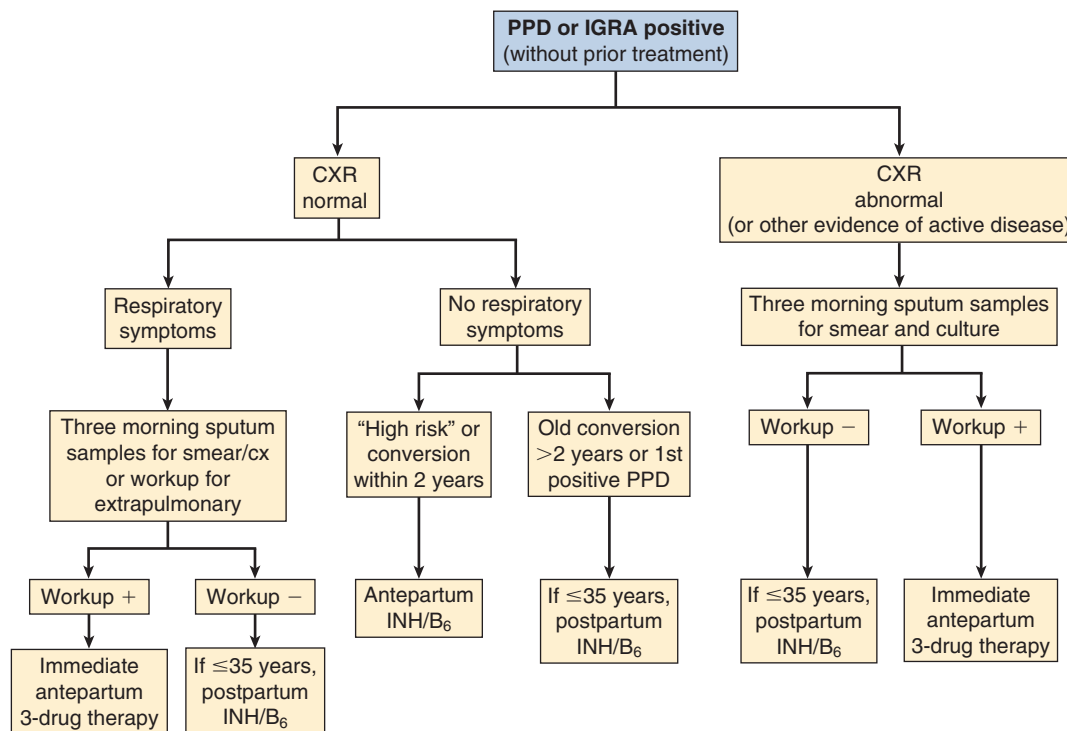 PPD or IGRA positive
(without prior treatment)
CXR
normal
CXR
abnormal
(or other evidence of active disease)
Respiratory
symptoms
No respiratory
symptoms
Three morning sputum samples
for smear and culture
Three morning sputum
samples for smear/cx
or workup for
extrapulmonary
“High risk” or
conversion
within 2 years
Old conversion
>2 years or 1st
positive PPD
Workup −
Workup +
Workup +
Workup −
Antepartum
INH/B₆
If ≤35 years,
postpartum
INH/B₆
If ≤35 years,
postpartum
INH/B₆
Immediate
antepartum
3-drug therapy
Immediate
antepartum
3-drug therapy
If ≤35 years,
postpartum
INH/B₆